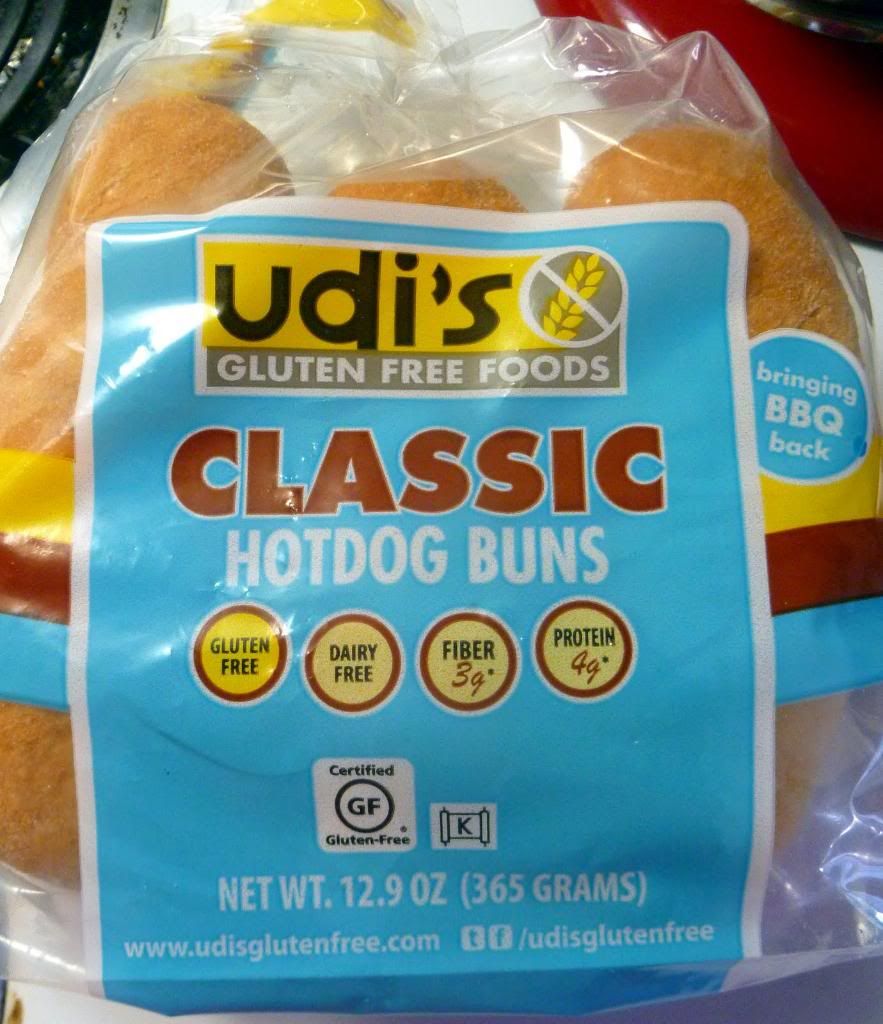 udi's
GLUTEN FREE FOODS
bringing
BBQ
back
CLASSIC
HOTDOG BUNS
GLUTEN
FREE
DAIRY
FREE
FIBER
3g*
PROTEIN
4g*
Certified
GF
Gluten-Free®
K
NET WT. 12.9 OZ (365 GRAMS)
www.udisglutenfree.com t f /udisglutenfree